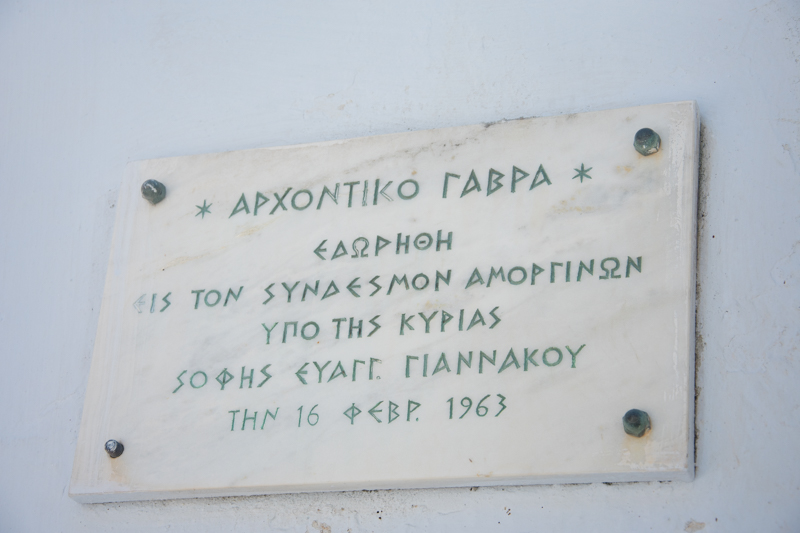 * ΑΡΧΟΝΤΙΚΟ ΓΑΒΡΑ *
ΕΔΩΡΗΘΗ
ΕΙΣ ΤΟΝ ΣΥΝΔΕΣΜΟΝ ΑΜΟΡΓΙΝΩΝ
ΥΠΟ ΤΗΣ ΚΥΡΙΑΣ
ΣΟΦΗΣ ΕΥΑΓΓ. ΓΙΑΝΝΑΚΟΥ
ΤΗΝ 16 ΦΕΒΡ. 1963